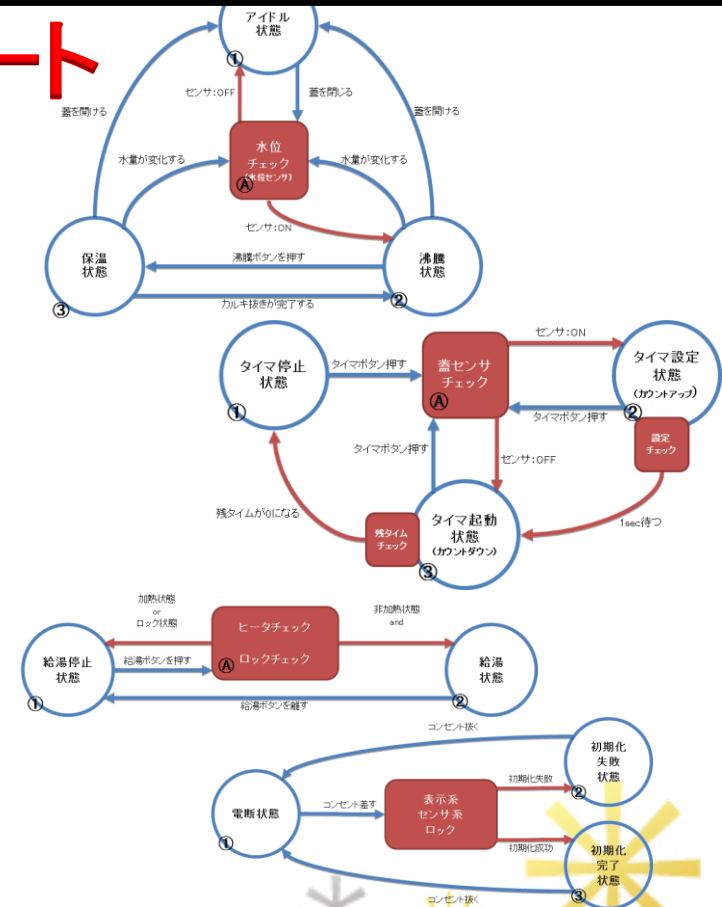 ート
アイドル
状態
①
センサ:OFF
蓋を閉じる
蓋を開ける
蓋を開ける
水位
チェック
(水位センサ)
Ⓐ
水量が変化する
水量が変化する
センサ:ON
保温
状態
③
沸騰ボタンを押す
沸騰
状態
②
カルキ抜きが完了する
タイマ停止
状態
①
タイマボタン押す
蓋センサ
チェック
Ⓐ
センサ:ON
タイマ設定
状態
(カウントアップ)
②
タイマボタン押す
設定
チェック
タイマボタン押す
センサ:OFF
残タイムが0になる
残タイム
チェック
タイマ起動
状態
(カウントダウン)
③
1sec待つ
加熱状態
or
ロック状態
ヒータチェック
ロックチェック
Ⓐ
非加熱状態
and
給湯停止
状態
①
給湯ボタンを押す
給湯
状態
②
給湯ボタンを離す
コンセント抜く
初期化
失敗
状態
②
電断状態
①
コンセント差す
表示系
センサ系
ロック
初期化失敗
初期化成功
初期化
完了
状態
③
コンセント抜く